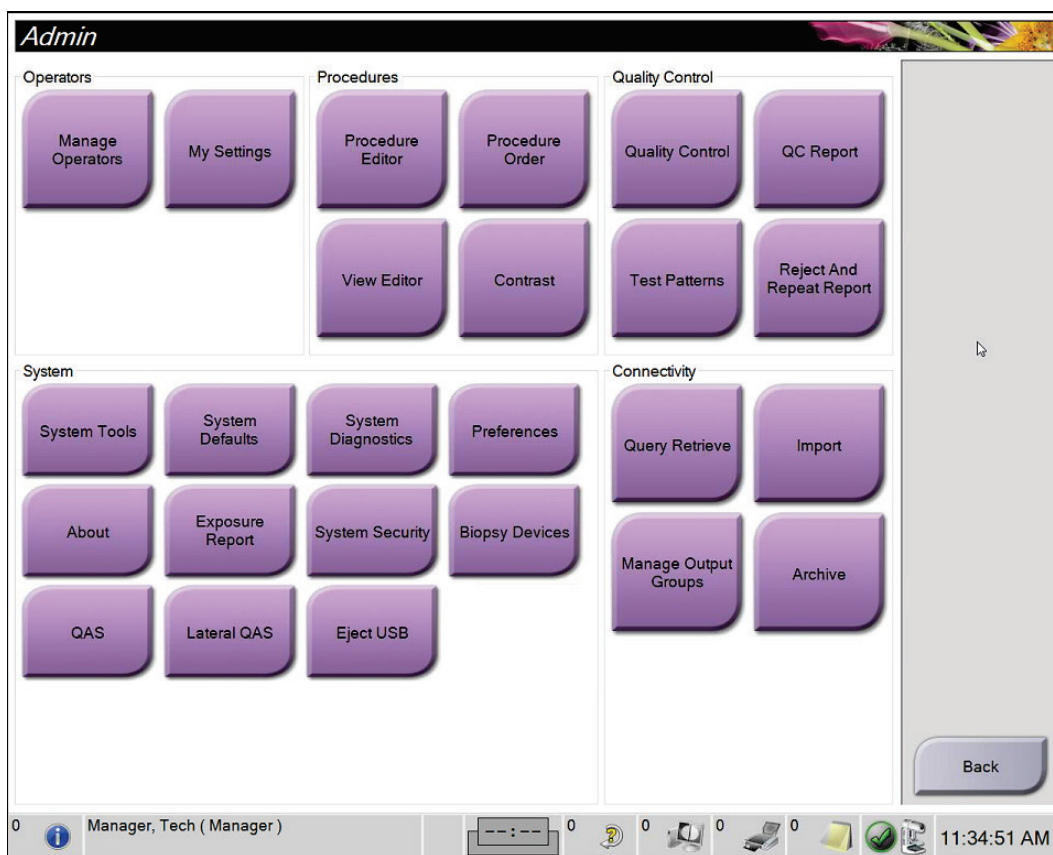 Admin
Operators
Manage
Operators
My Settings
Procedures
Procedure
Editor
Procedure
Order
View Editor
Contrast
Quality Control
Quality Control
QC Report
Test Patterns
Reject And
Repeat Report
System
System Tools
System
Defaults
System
Diagnostics
Preferences
About
Exposure
Report
System Security
Biopsy Devices
QAS
Lateral QAS
Eject USB
Connectivity
Query Retrieve
Import
Manage Output
Groups
Archive
Back
0
Manager, Tech ( Manager )
--:--
0
0
0
0
11:34:51 AM